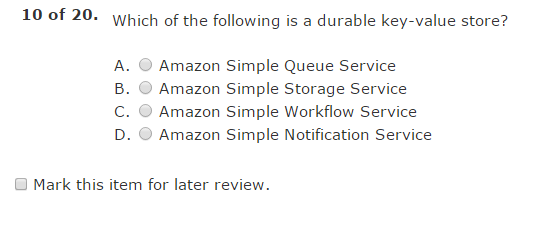 10 of 20. Which of the following is a durable key-value store?
A. Amazon Simple Queue Service
B. Amazon Simple Storage Service
C. Amazon Simple Workflow Service
D. Amazon Simple Notification Service
Mark this item for later review.